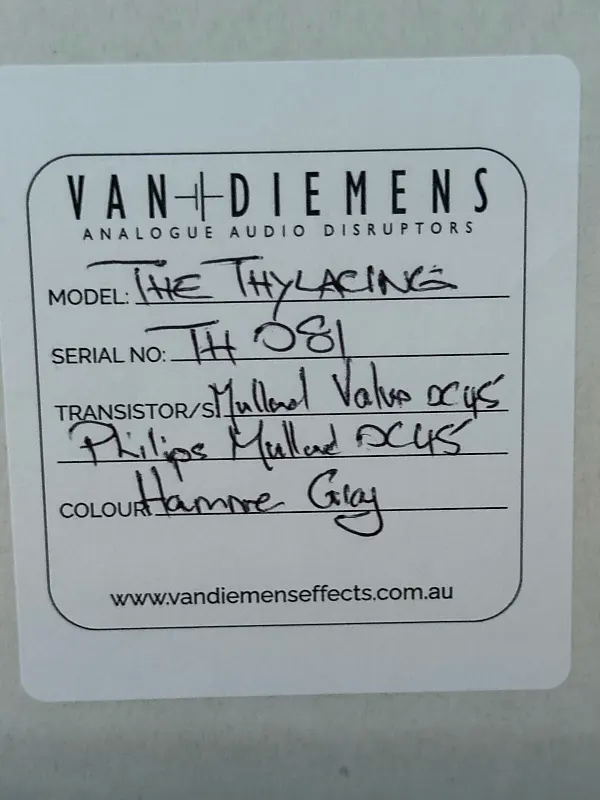 VAN DIEMENS
ANALOGUE AUDIO DISRUPTORS
MODEL: THE THYLACINE
SERIAL NO: TH 081
TRANSISTOR/S Mullard Valve OC45
Philips Mullard OC45
COLOUR: Hammer Gray
www.vandiemenseffects.com.au